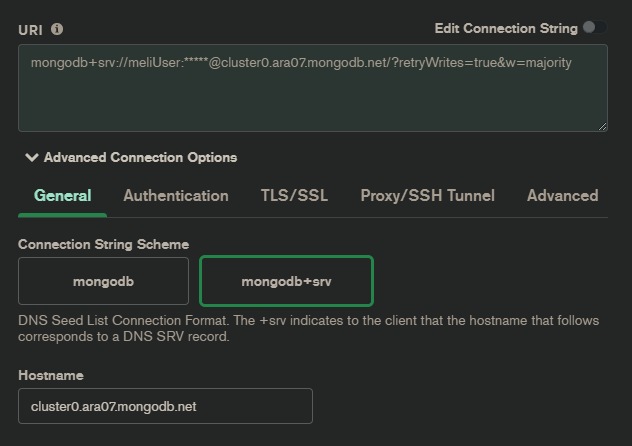 URI
Edit Connection String
mongodb+srv://meliUser:*****@cluster0.ara07.mongodb.net/?retryWrites=true&w=majority
Advanced Connection Options
General Authentication TLS/SSL Proxy/SSH Tunnel Advanced
Connection String Scheme
mongodb mongodb+srv
DNS Seed List Connection Format. The +srv indicates to the client that the hostname that follows
corresponds to a DNS SRV record.
Hostname
cluster0.ara07.mongodb.net